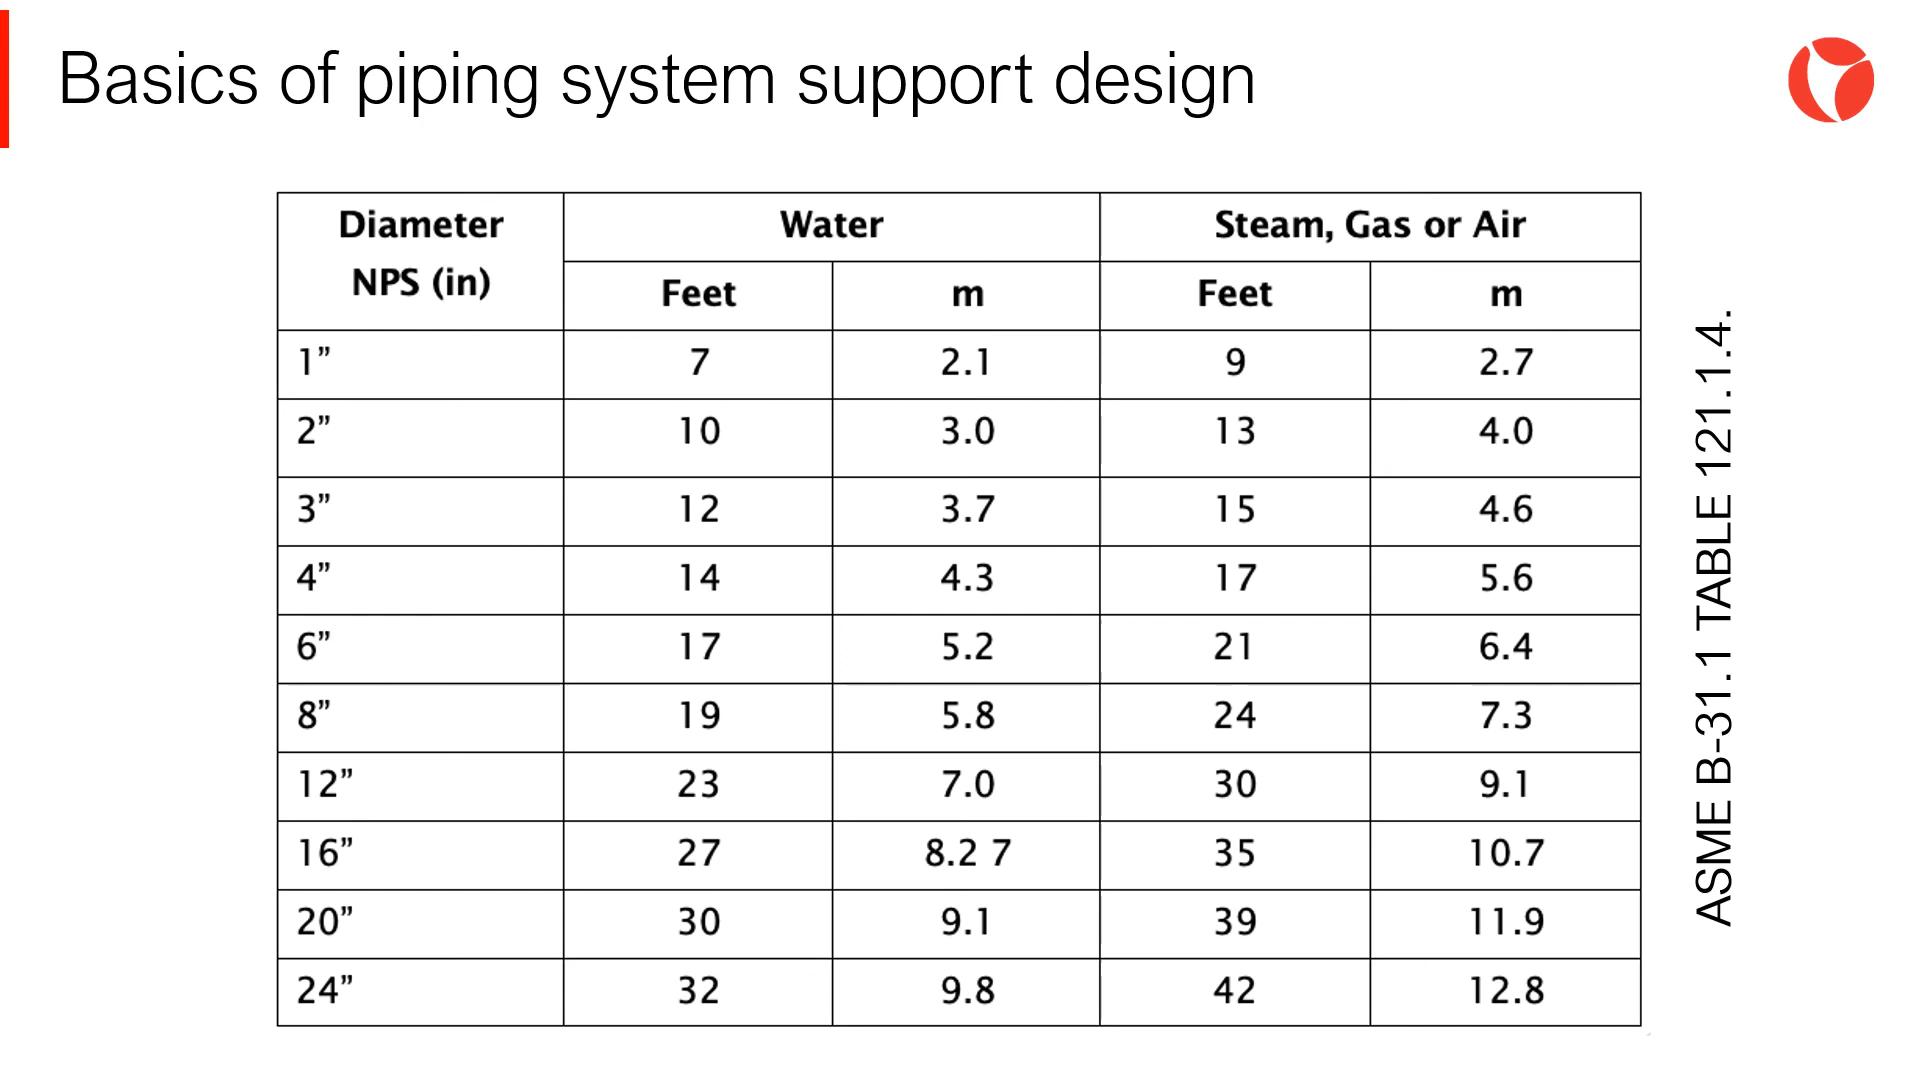 Basics of piping system support design
Diameter NPS (in) Water Steam, Gas or Air
Feet m Feet m
1” 7 2.1 9 2.7
2” 10 3.0 13 4.0
3” 12 3.7 15 4.6
4” 14 4.3 17 5.6
6” 17 5.2 21 6.4
8” 19 5.8 24 7.3
12” 23 7.0 30 9.1
16” 27 8.2 7 35 10.7
20” 30 9.1 39 11.9
24” 32 9.8 42 12.8
ASME B-31.1 TABLE 121.1.4.